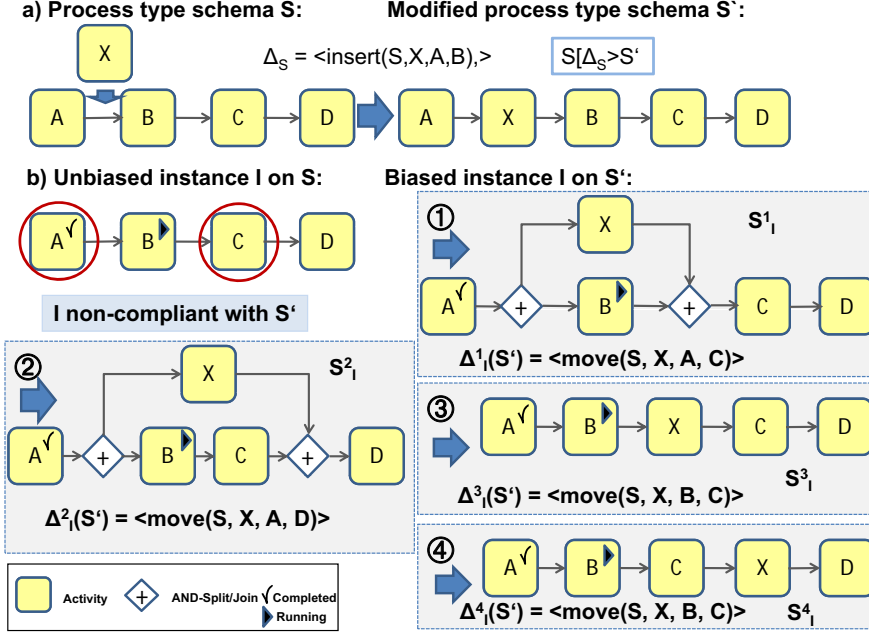 a) Process type schema S: Modified process type schema S`:
X
ΔS = <insert(S,X,A,B),> S[ΔS>S‘
A B C D A X B C D
b) Unbiased instance I on S: Biased instance I on S‘:
A B C D
I non-compliant with S‘
① S1I
X
A + B + C D
Δ1I(S‘) = <move(S, X, A, C)>
② S2I
X
A + B C + D
Δ2I(S‘) = <move(S, X, A, D)>
③
A B X C D
S3I
Δ3I(S‘) = <move(S, X, B, C)>
④
A B C X D
Δ4I(S‘) = <move(S, X, B, C)> S4I
Activity + AND-Split/Join Completed
Running